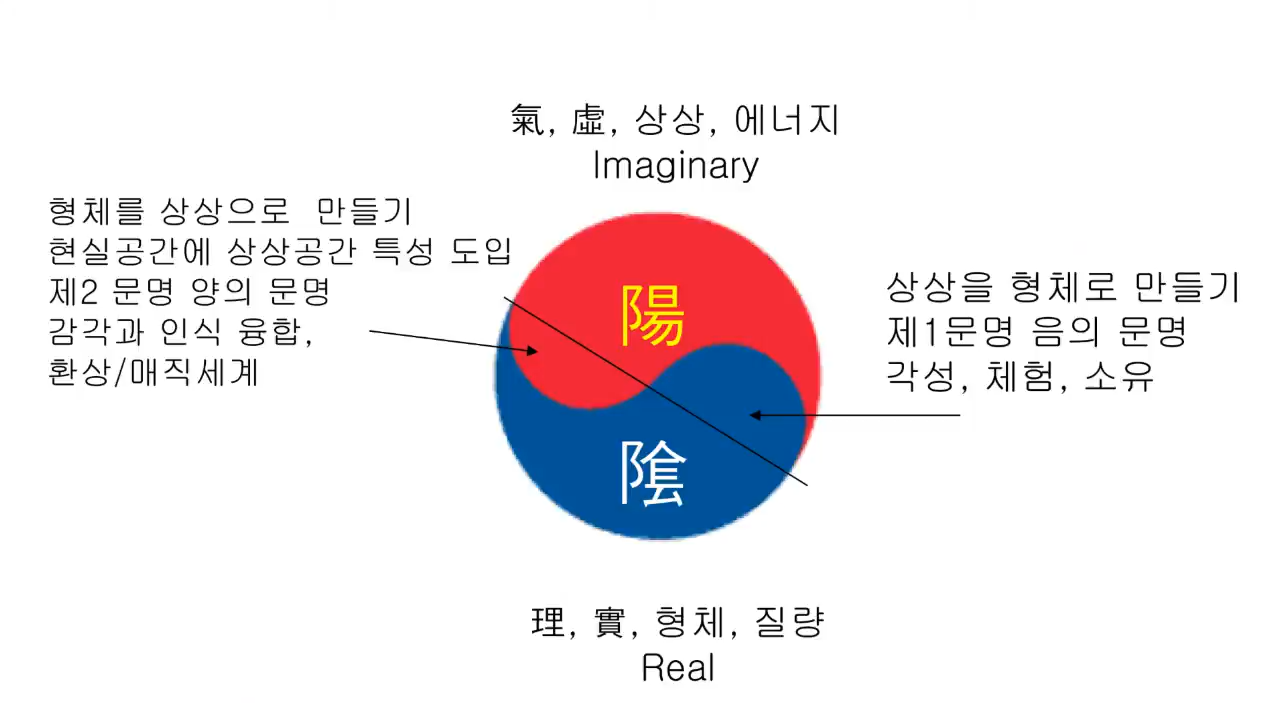 氣, 虛, 상상, 에너지
Imaginary
형체를 상상으로 만들기
현실공간에 상상공간 특성 도입
제2 문명 양의 문명
감각과 인식 융합,
환상/매직세계
陽
陰
상상을 형체로 만들기
제1문명 음의 문명
각성, 체험, 소유
理, 實, 형체, 질량
Real